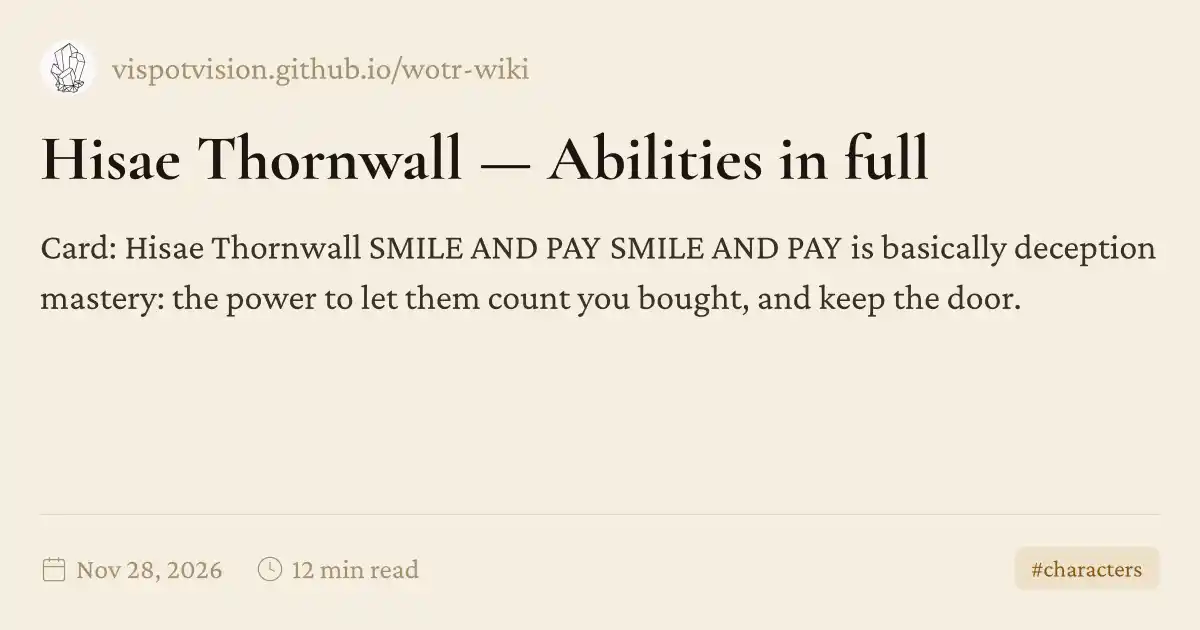 vispotvision.github.io/wotr-wiki
Hisae Thornwall — Abilities in full
Card: Hisae Thornwall SMILE AND PAY SMILE AND PAY is basically deception
mastery: the power to let them count you bought, and keep the door.
Nov 28, 2026 12 min read #characters